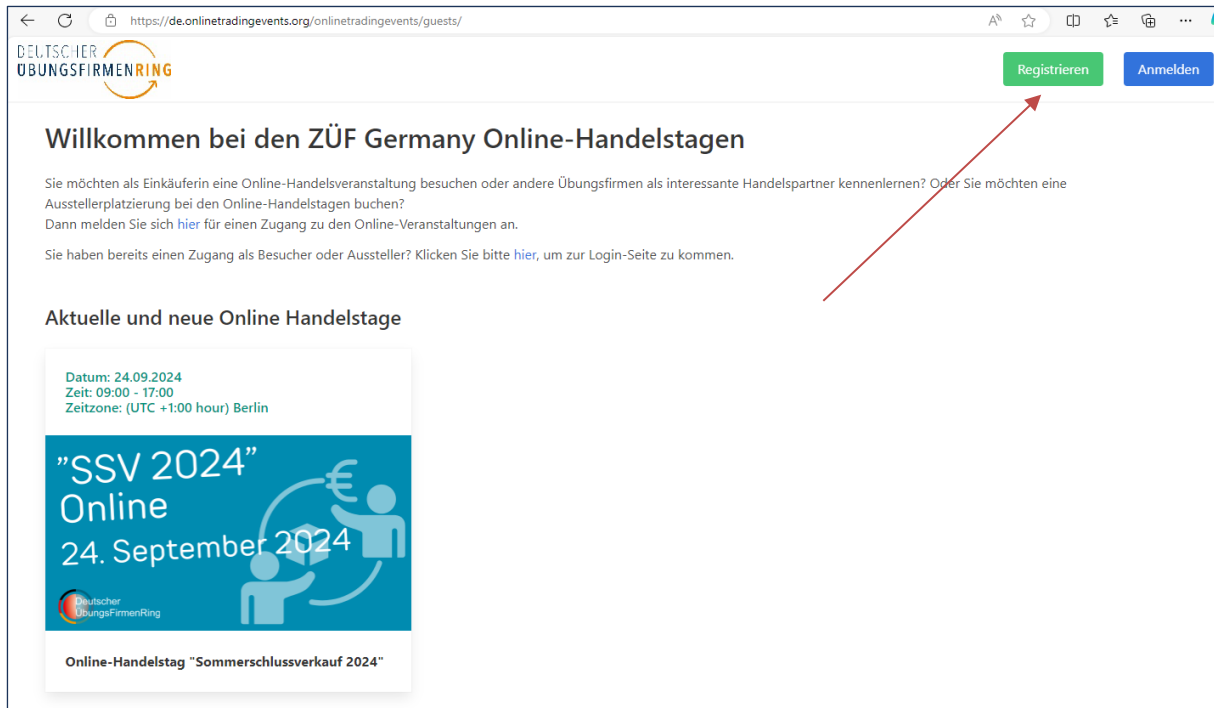 https://de.onlinetradingevents.org/onlinetradingevents/guests/
DEUTSCHER
ÜBUNGSFIRMENRING
Registrieren
Anmelden
Willkommen bei den ZÜF Germany Online-Handelstagen
Sie möchten als Einkäuferin eine Online-Handelsveranstaltung besuchen oder andere Übungsfirmen als interessante Handelspartner kennenlernen? Oder Sie möchten eine
Ausstellerplatzierung bei den Online-Handelstagen buchen?
Dann melden Sie sich hier für einen Zugang zu den Online-Veranstaltungen an.
Sie haben bereits einen Zugang als Besucher oder Aussteller? Klicken Sie bitte hier, um zur Login-Seite zu kommen.
Aktuelle und neue Online Handelstage
Datum: 24.09.2024
Zeit: 09:00 - 17:00
Zeitzone: (UTC +1:00 hour) Berlin
"SSV 2024"
Online
24. September 2024
Deutscher
ÜbungsFirmenRing
Online-Handelstag "Sommerschlussverkauf 2024"